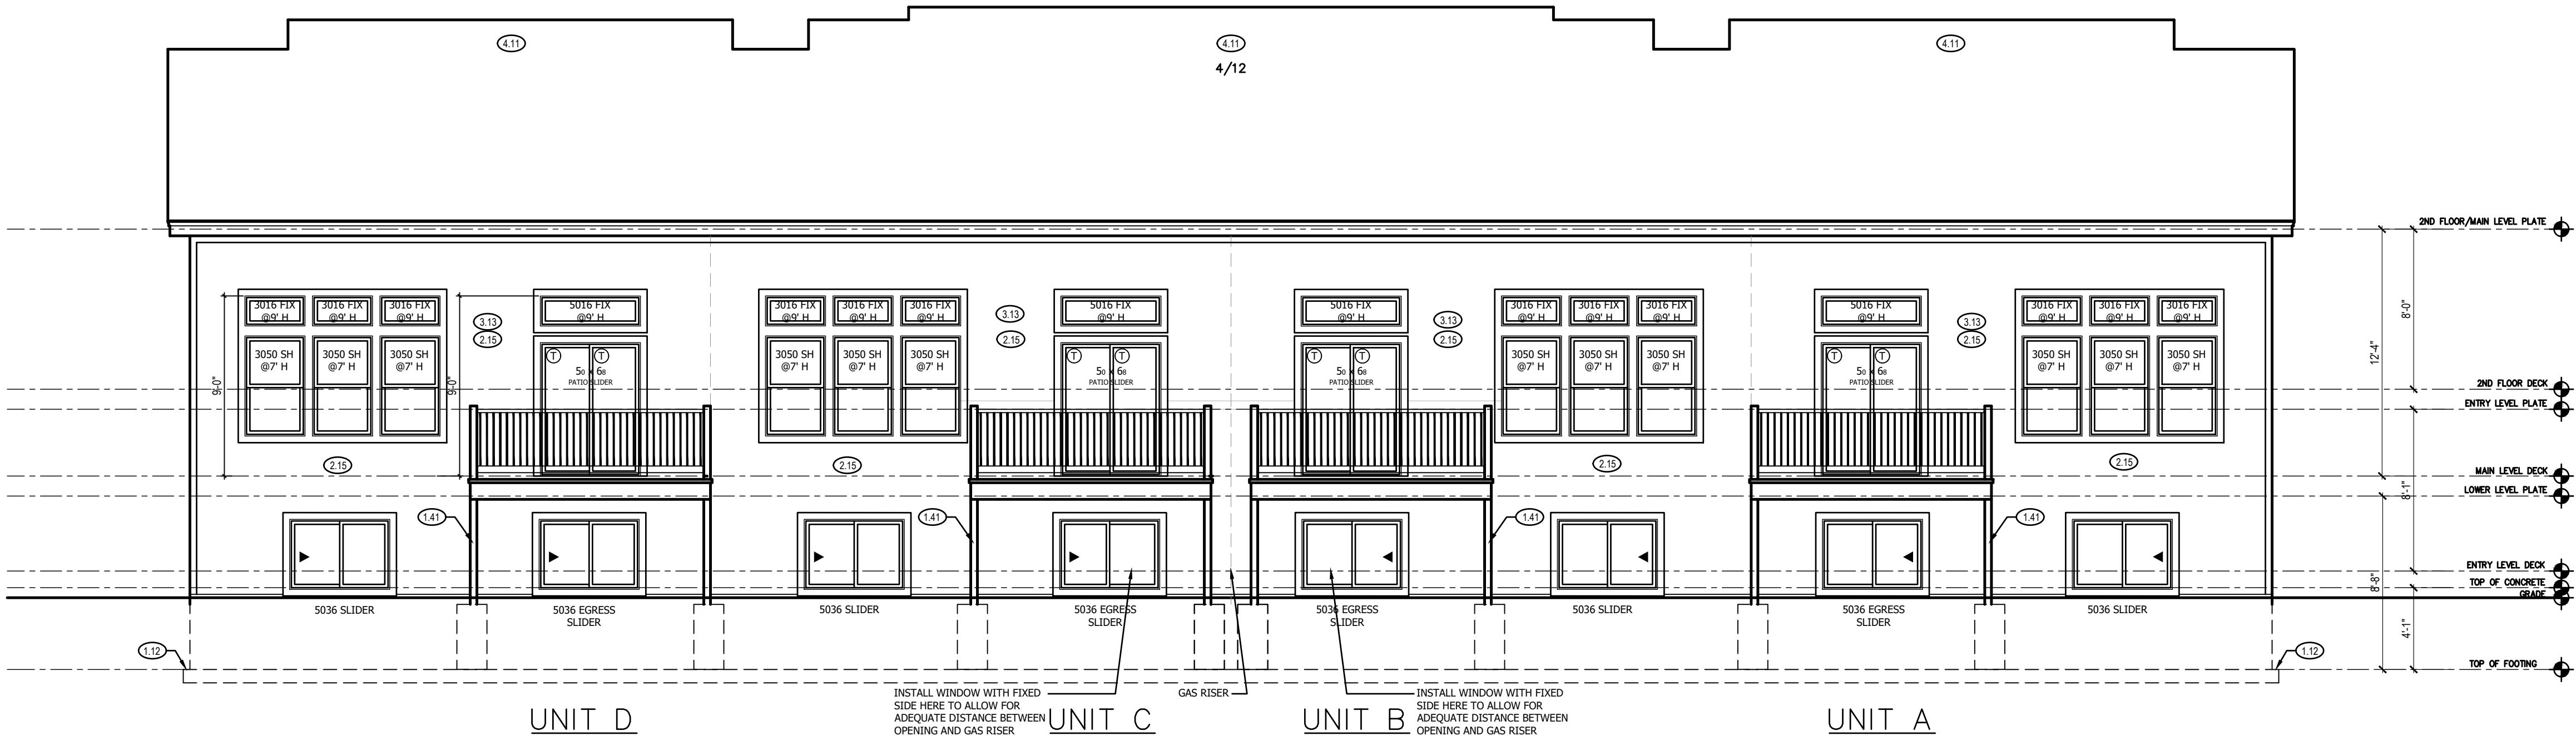 4.11
4.11
4.11
4/12
2ND FLOOR/MAIN LEVEL PLATE
3016 FIX
@9' H
3016 FIX
@9' H
3016 FIX
@9' H
5016 FIX
@9' H
3016 FIX
@9' H
3016 FIX
@9' H
3016 FIX
@9' H
5016 FIX
@9' H
5016 FIX
@9' H
3016 FIX
@9' H
3016 FIX
@9' H
3016 FIX
@9' H
5016 FIX
@9' H
3016 FIX
@9' H
3016 FIX
@9' H
3016 FIX
@9' H
3.13
2.15
3.13
2.15
3.13
2.15
3.13
2.15
3050 SH
@7' H
3050 SH
@7' H
3050 SH
@7' H
T
T
50 x 68
PATIO SLIDER
3050 SH
@7' H
3050 SH
@7' H
3050 SH
@7' H
T
T
50 x 68
PATIO SLIDER
T
T
50 x 68
PATIO SLIDER
3050 SH
@7' H
3050 SH
@7' H
3050 SH
@7' H
T
T
50 x 68
PATIO SLIDER
3050 SH
@7' H
3050 SH
@7' H
3050 SH
@7' H
9'-0"
9'-0"
12'-4"
8'-0"
2ND FLOOR DECK
ENTRY LEVEL PLATE
2.15
2.15
2.15
2.15
MAIN LEVEL DECK
LOWER LEVEL PLATE
8'-1"
1.41
1.41
1.41
1.41
ENTRY LEVEL DECK
TOP OF CONCRETE
GRADE
8'-8"
4'-1"
5036 SLIDER
5036 EGRESS
SLIDER
5036 SLIDER
5036 EGRESS
SLIDER
5036 EGRESS
SLIDER
5036 SLIDER
5036 EGRESS
SLIDER
5036 SLIDER
1.12
1.12
TOP OF FOOTING
INSTALL WINDOW WITH FIXED
SIDE HERE TO ALLOW FOR
ADEQUATE DISTANCE BETWEEN
OPENING AND GAS RISER
GAS RISER
INSTALL WINDOW WITH FIXED
SIDE HERE TO ALLOW FOR
ADEQUATE DISTANCE BETWEEN
OPENING AND GAS RISER
UNIT D
UNIT C
UNIT B
UNIT A